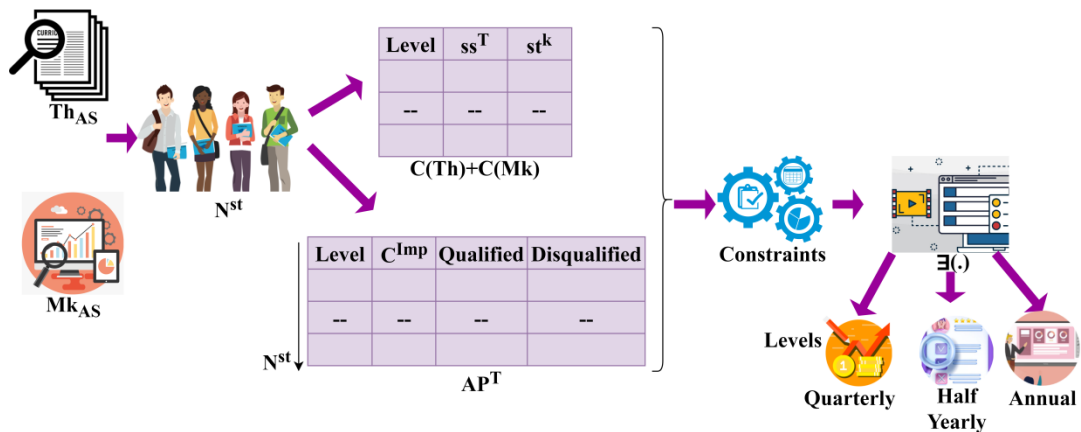 CURRIC
Th_AS
N^st
Mk_AS
Level ss^T st^k
-- -- --
C(Th)+C(Mk)
Level C^Imp Qualified Disqualified
-- -- -- --
N^st
AP^T
Constraints
∃(.)
Levels
1
Quarterly
Half
Yearly
Annual